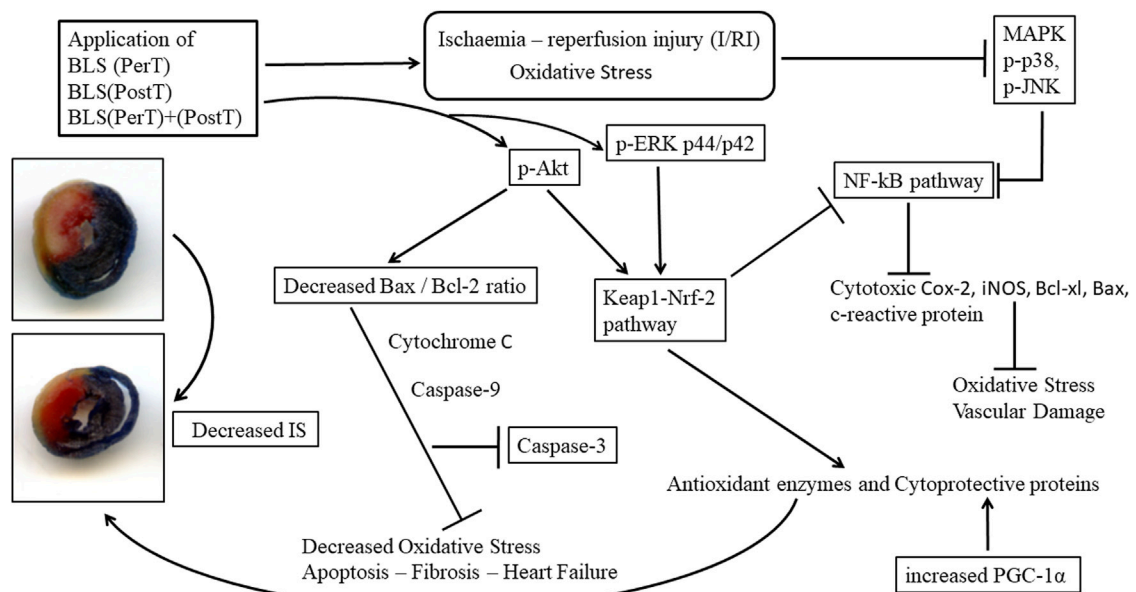 Application of
BLS (PerT)
BLS(PostT)
BLS(PerT)+(PostT)
Ischaemia – reperfusion injury (I/RI)
Oxidative Stress
MAPK
p-p38,
p-JNK
p-ERK p44/p42
p-Akt
NF-kB pathway
Decreased Bax / Bcl-2 ratio
Keap1-Nrf-2
pathway
Cytotoxic Cox-2, iNOS, Bcl-xl, Bax,
c-reactive protein
Cytochrome C
Caspase-9
Oxidative Stress
Vascular Damage
Decreased IS
Caspase-3
Antioxidant enzymes and Cytoprotective proteins
Decreased Oxidative Stress
Apoptosis – Fibrosis – Heart Failure
increased PGC-1α